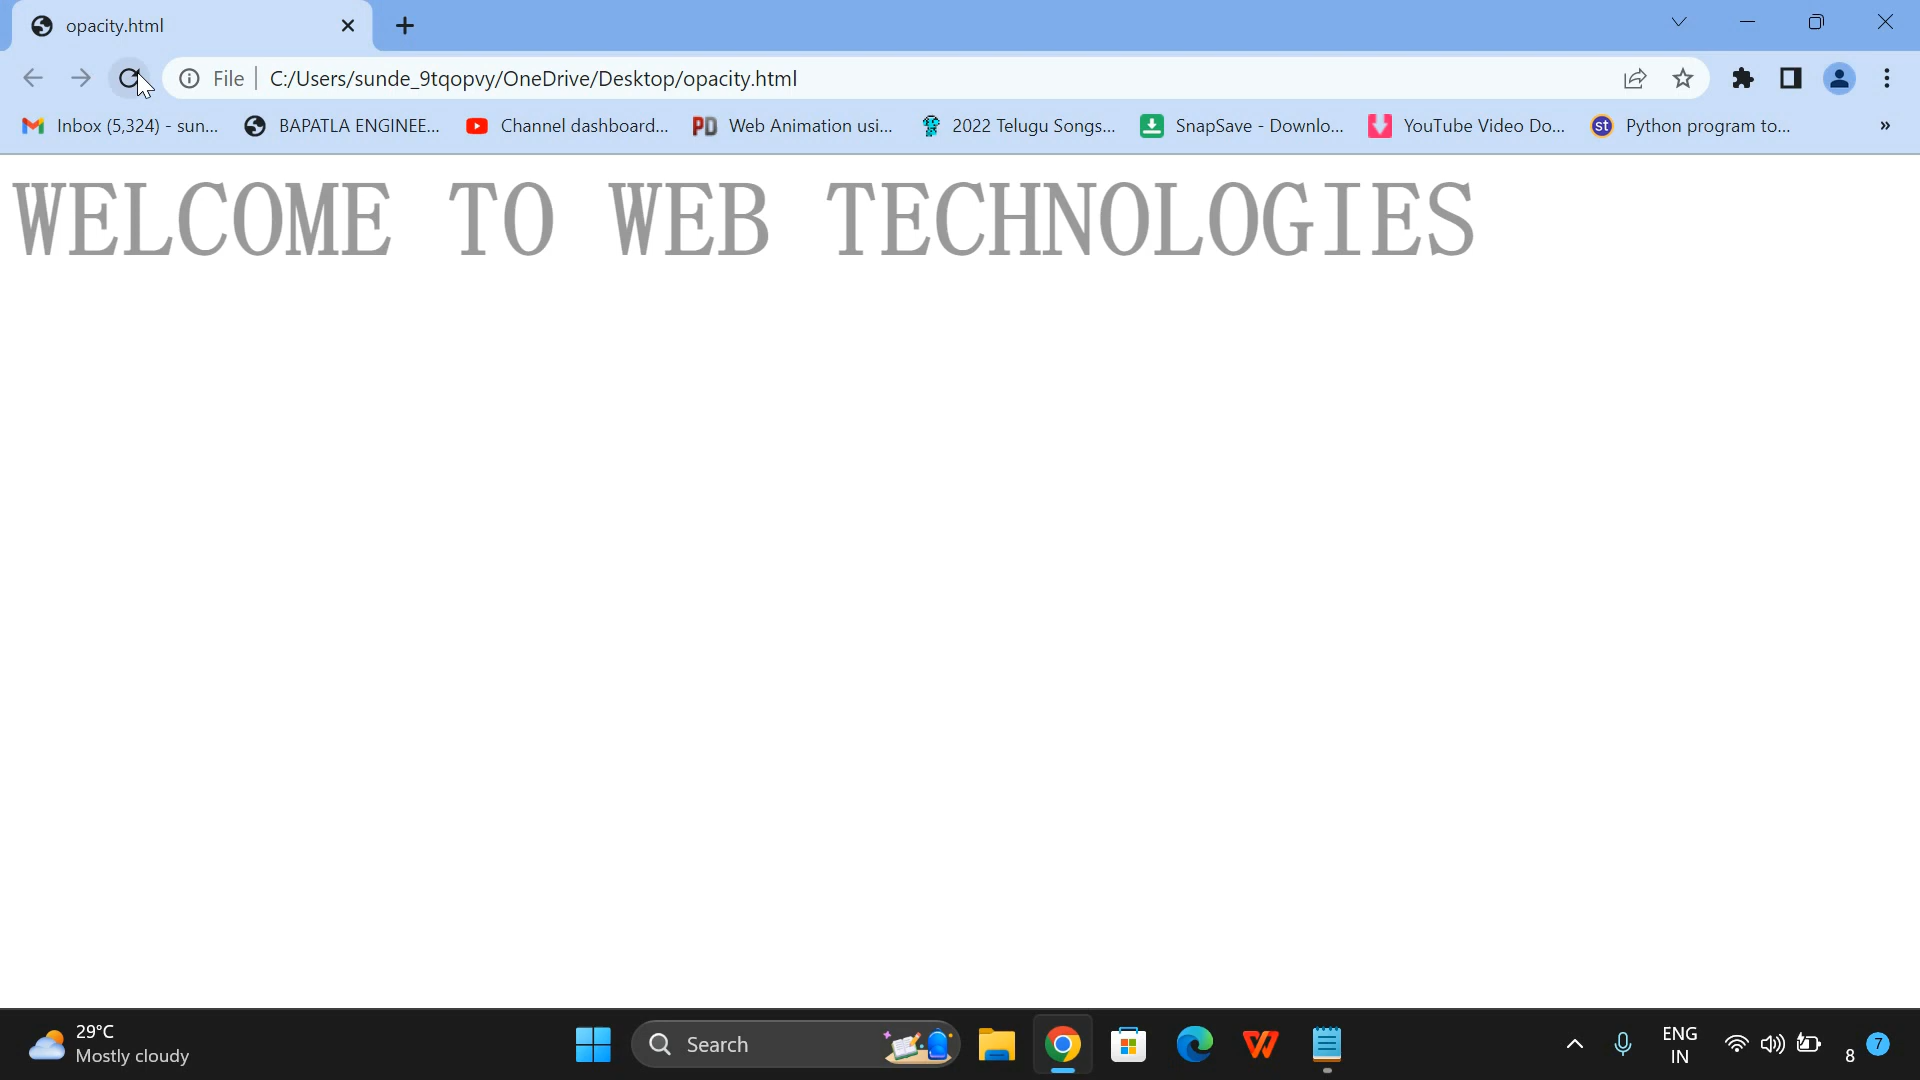 opacity.html
File C:/Users/sunde_9tqopvy/OneDrive/Desktop/opacity.html
Inbox (5,324) - sun... BAPATLA ENGINEE... Channel dashboard... PD Web Animation usi... 2022 Telugu Songs... SnapSave - Downlo... YouTube Video Do... st Python program to... »
WELCOME TO WEB TECHNOLOGIES
29°C
Mostly cloudy
Search
ENG
IN
8
7